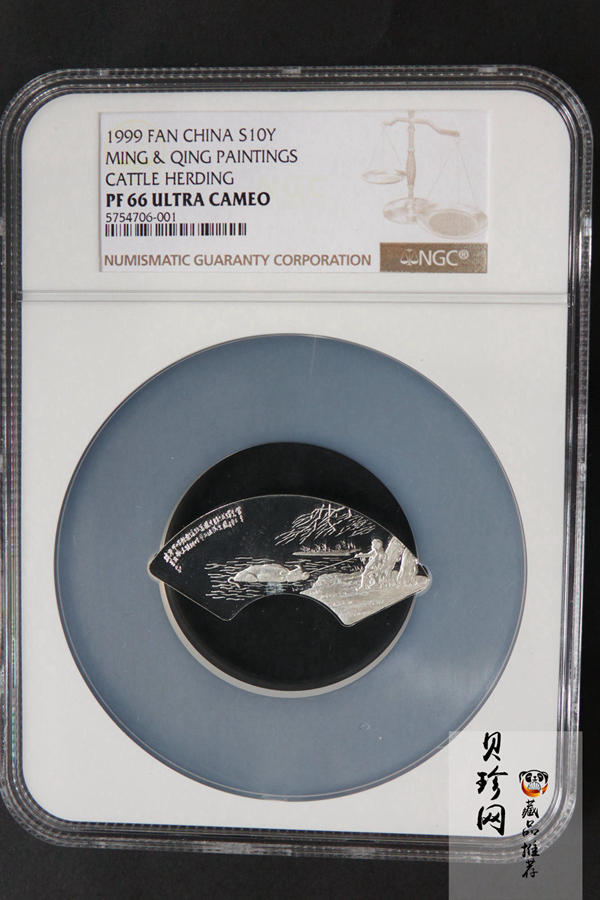 1999 FAN CHINA S10Y
MING & QING PAINTINGS
CATTLE HERDING
PF 66 ULTRA CAMEO
5754706-001
NUMISMATIC GUARANTY CORPORATION
NGC®
贝珍网
藏品推荐